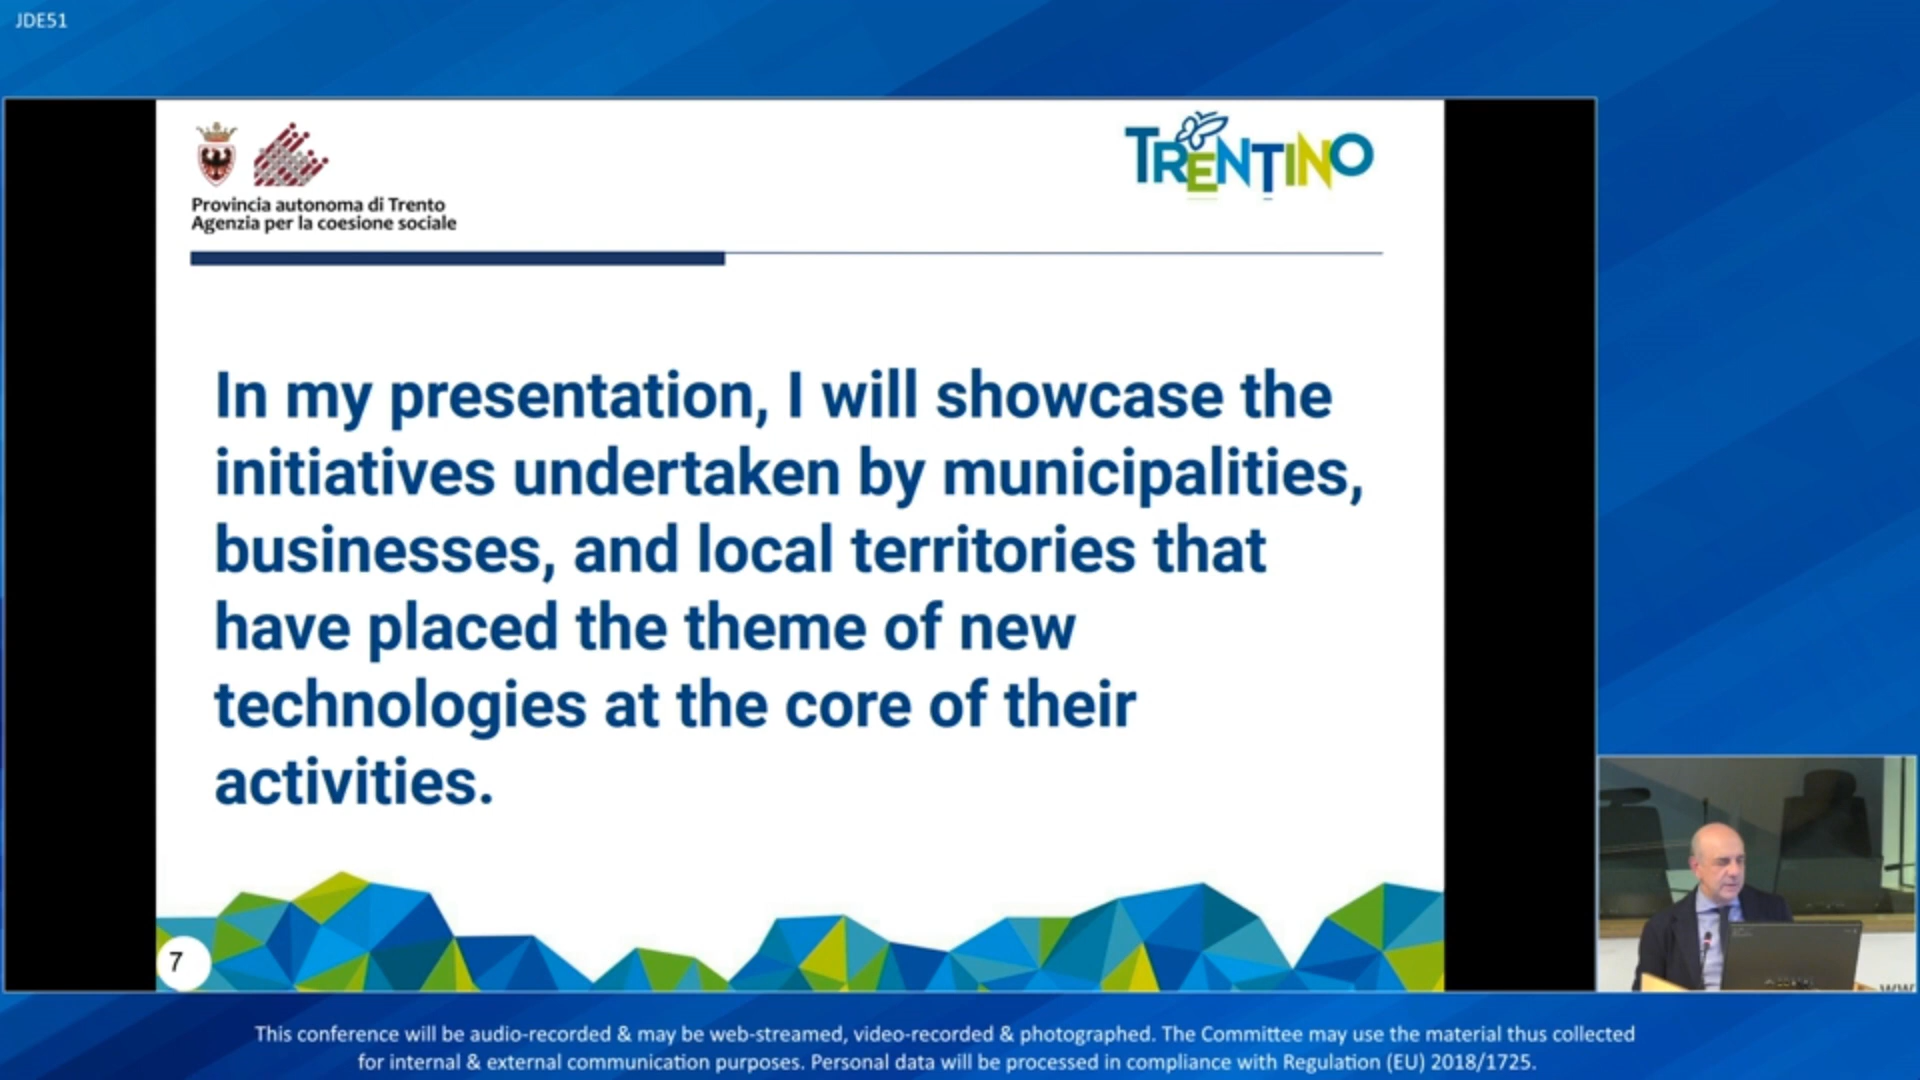 JDE51
Provincia autonoma di Trento
Agenzia per la coesione sociale
TRENTINO
In my presentation, I will showcase the
initiatives undertaken by municipalities,
businesses, and local territories that
have placed the theme of new
technologies at the core of their
activities.
7
This conference will be audio-recorded & may be web-streamed, video-recorded & photographed. The Committee may use the material thus collected
for internal & external communication purposes. Personal data will be processed in compliance with Regulation (EU) 2018/1725.